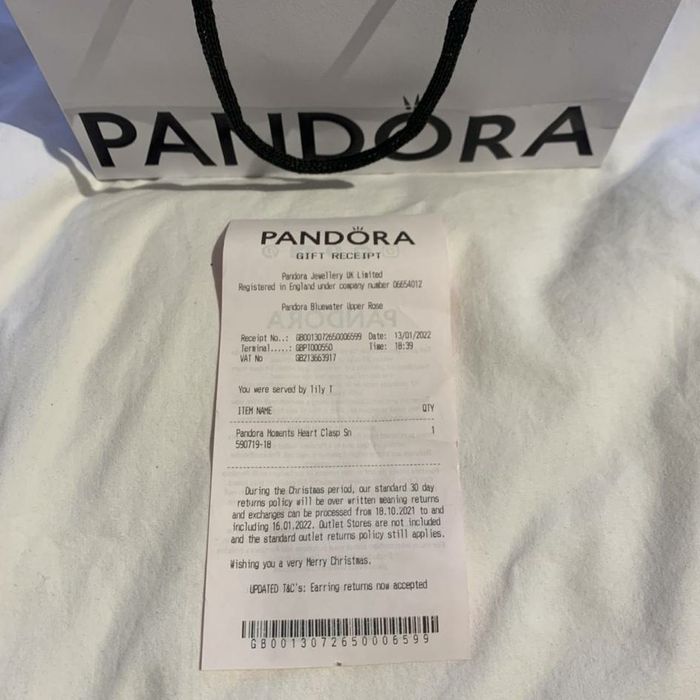 PANDORA
PANDORA
GIFT RECEIPT
Pandora Jewellery UK Limited
Registered in England under company number 06654012
Pandora Bluewater Upper Rose
Receipt No..: GB0013072650006599 Date: 13/01/2022
Terminal.....: GBPT000550 Time: 18:39
VAT No GB213663917
You were served by lily T
ITEM NAME QTY
Pandora Moments Heart Clasp Sn 1
590719-18
During the Christmas period, our standard 30 day
returns policy will be over written meaning returns
and exchanges can be processed from 18.10.2021 to and
including 16.01.2022. Outlet Stores are not included
and the standard outlet returns policy still applies.
Wishing you a very Merry Christmas.
UPDATED T&C's: Earring returns now accepted
GB0013072650006599